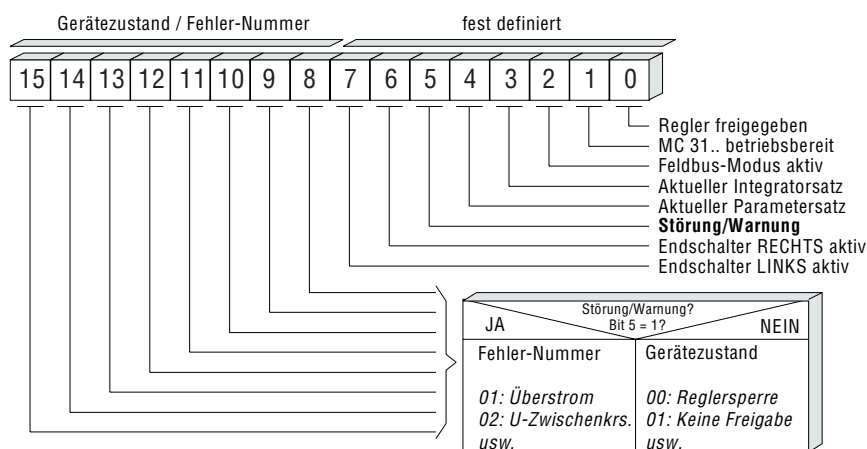 Gerätezustand / Fehler-Nummer fest definiert
15 14 13 12 11 10 9 8 7 6 5 4 3 2 1 0
Regler freigegeben
MC 31.. betriebsbereit
Feldbus-Modus aktiv
Aktueller Integratorsatz
Aktueller Parametersatz
Störung/Warnung
Endschalter RECHTS aktiv
Endschalter LINKS aktiv
Störung/Warnung?
JA Bit 5 = 1? NEIN
Fehler-Nummer Gerätezustand
01: Überstrom 00: Reglersperre
02: U-Zwischenkrs. 01: Keine Freigabe
usw. usw.